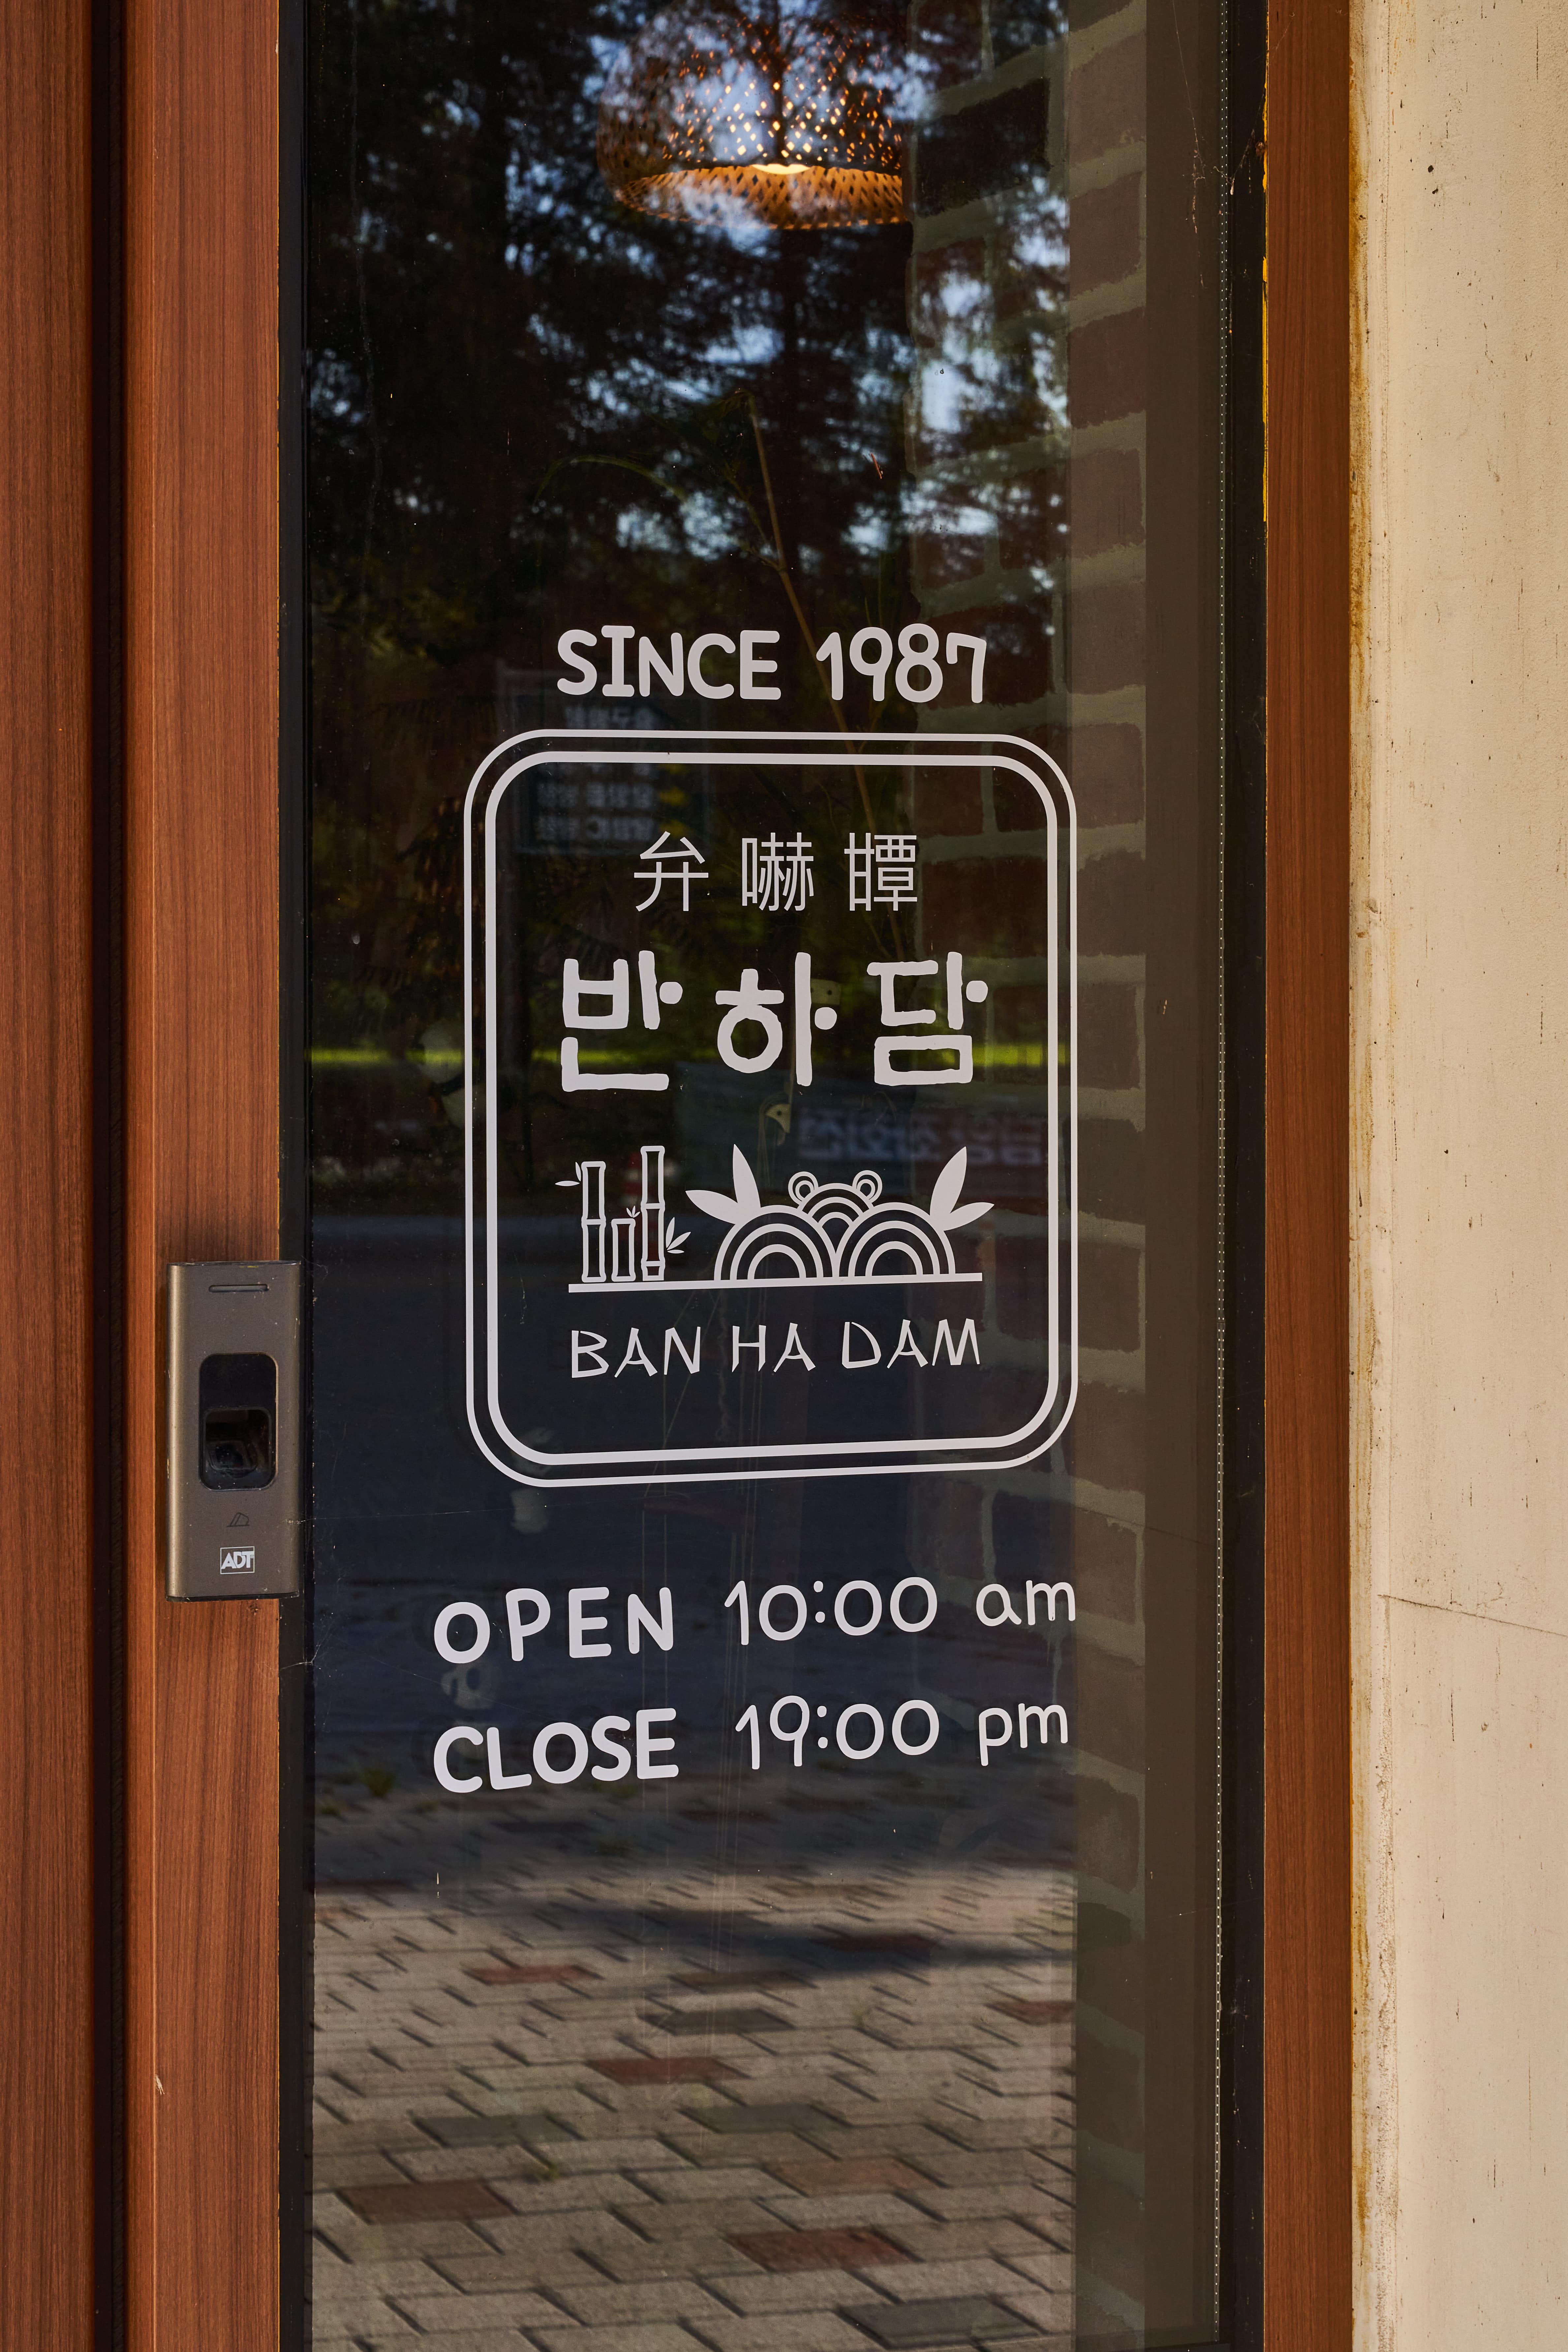 SINCE 1987
弁 嚇 譚
반하담
BAN HA DAM
ADT
OPEN 10:00 am
CLOSE 19:00 pm